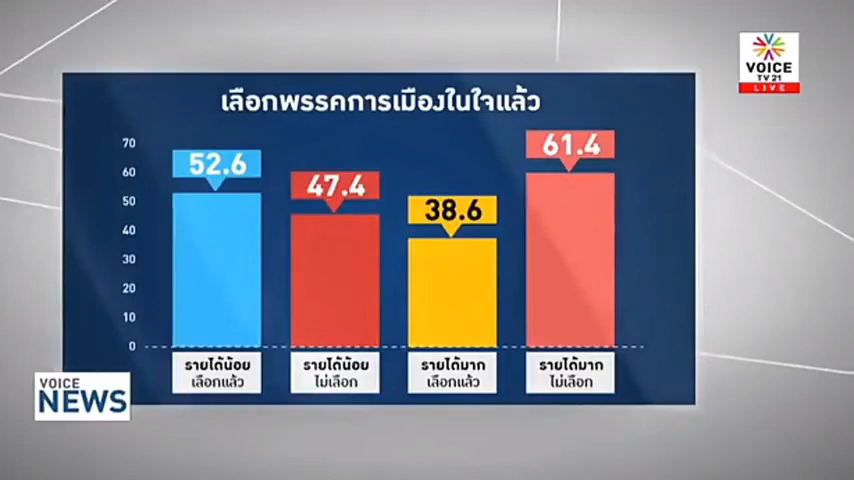 VOICE
TV 21
LIVE
เลือกพรรคการเมืองในใจแล้ว
70
60
50
40
30
20
10
0
52.6
47.4
38.6
61.4
รายได้น้อย
เลือกแล้ว
รายได้น้อย
ไม่เลือก
รายได้มาก
เลือกแล้ว
รายได้มาก
ไม่เลือก
VOICE
NEWS